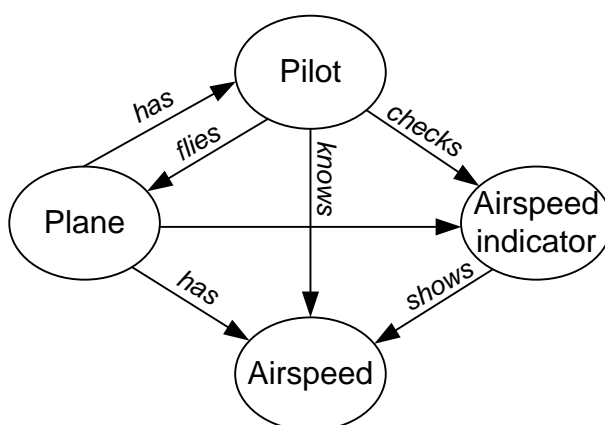 Pilot
has
flies
knows
checks
Plane
Airspeed
indicator
has
shows
Airspeed